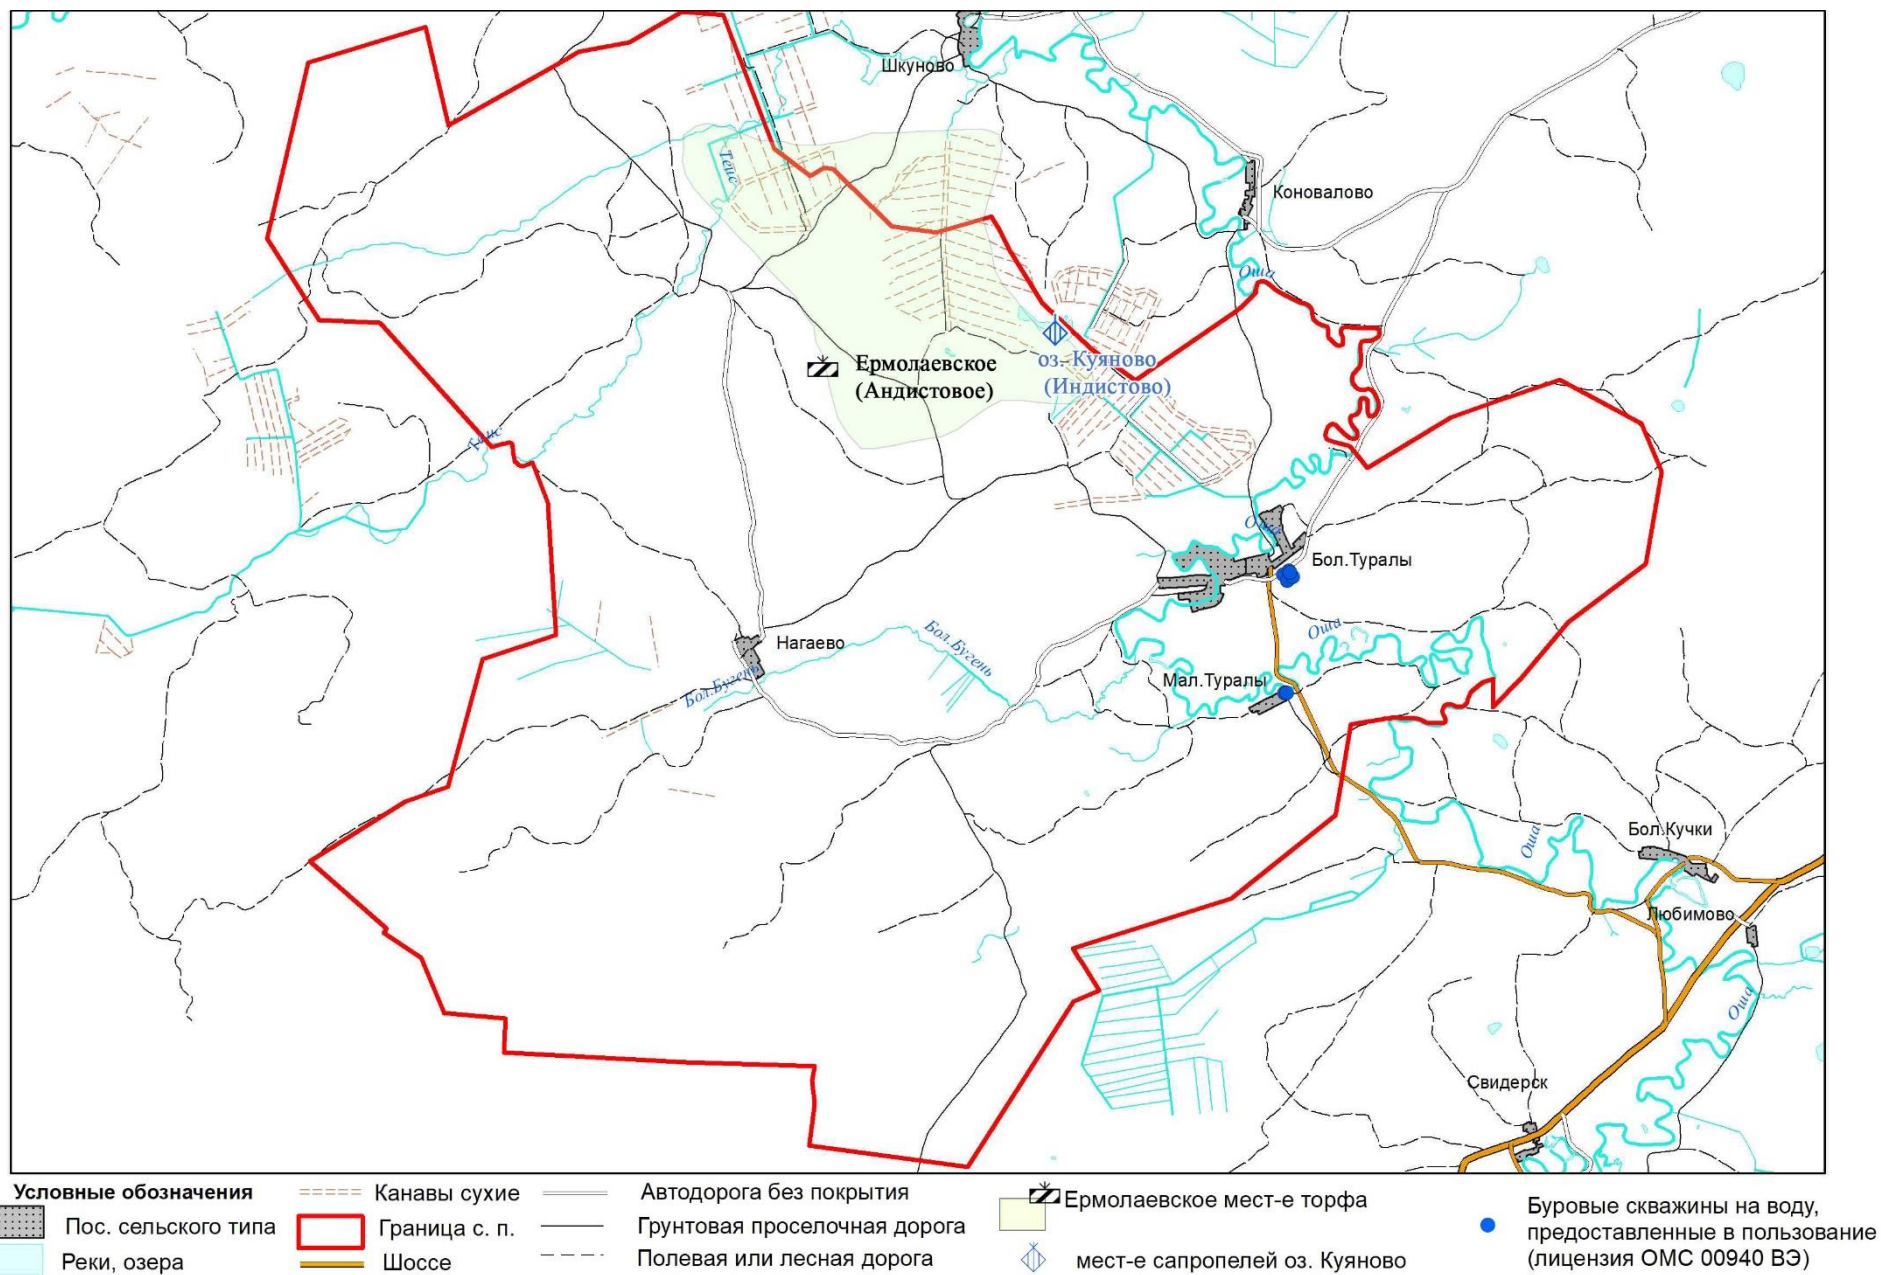 Шкуново
Коновалово
Теис
Оша
Ермолаевское
(Андистовое)
оз. Куяново
(Индистово)
Теис
Оша
Бол.Туралы
Нагаево
Бол.Бугень
Оша
Бол.Бугень
Мал.Туралы
Оша
Бол.Кучки
Любимово
Оша
Свидерск
Условные обозначения
Пос. сельского типа
Реки, озера
Канавы сухие
Граница с. п.
Шоссе
Автодорога без покрытия
Грунтовая проселочная дорога
Полевая или лесная дорога
Ермолаевское мест-е торфа
мест-е сапропелей оз. Куяново
Буровые скважины на воду,
предоставленные в пользование
(лицензия ОМС 00940 ВЭ)